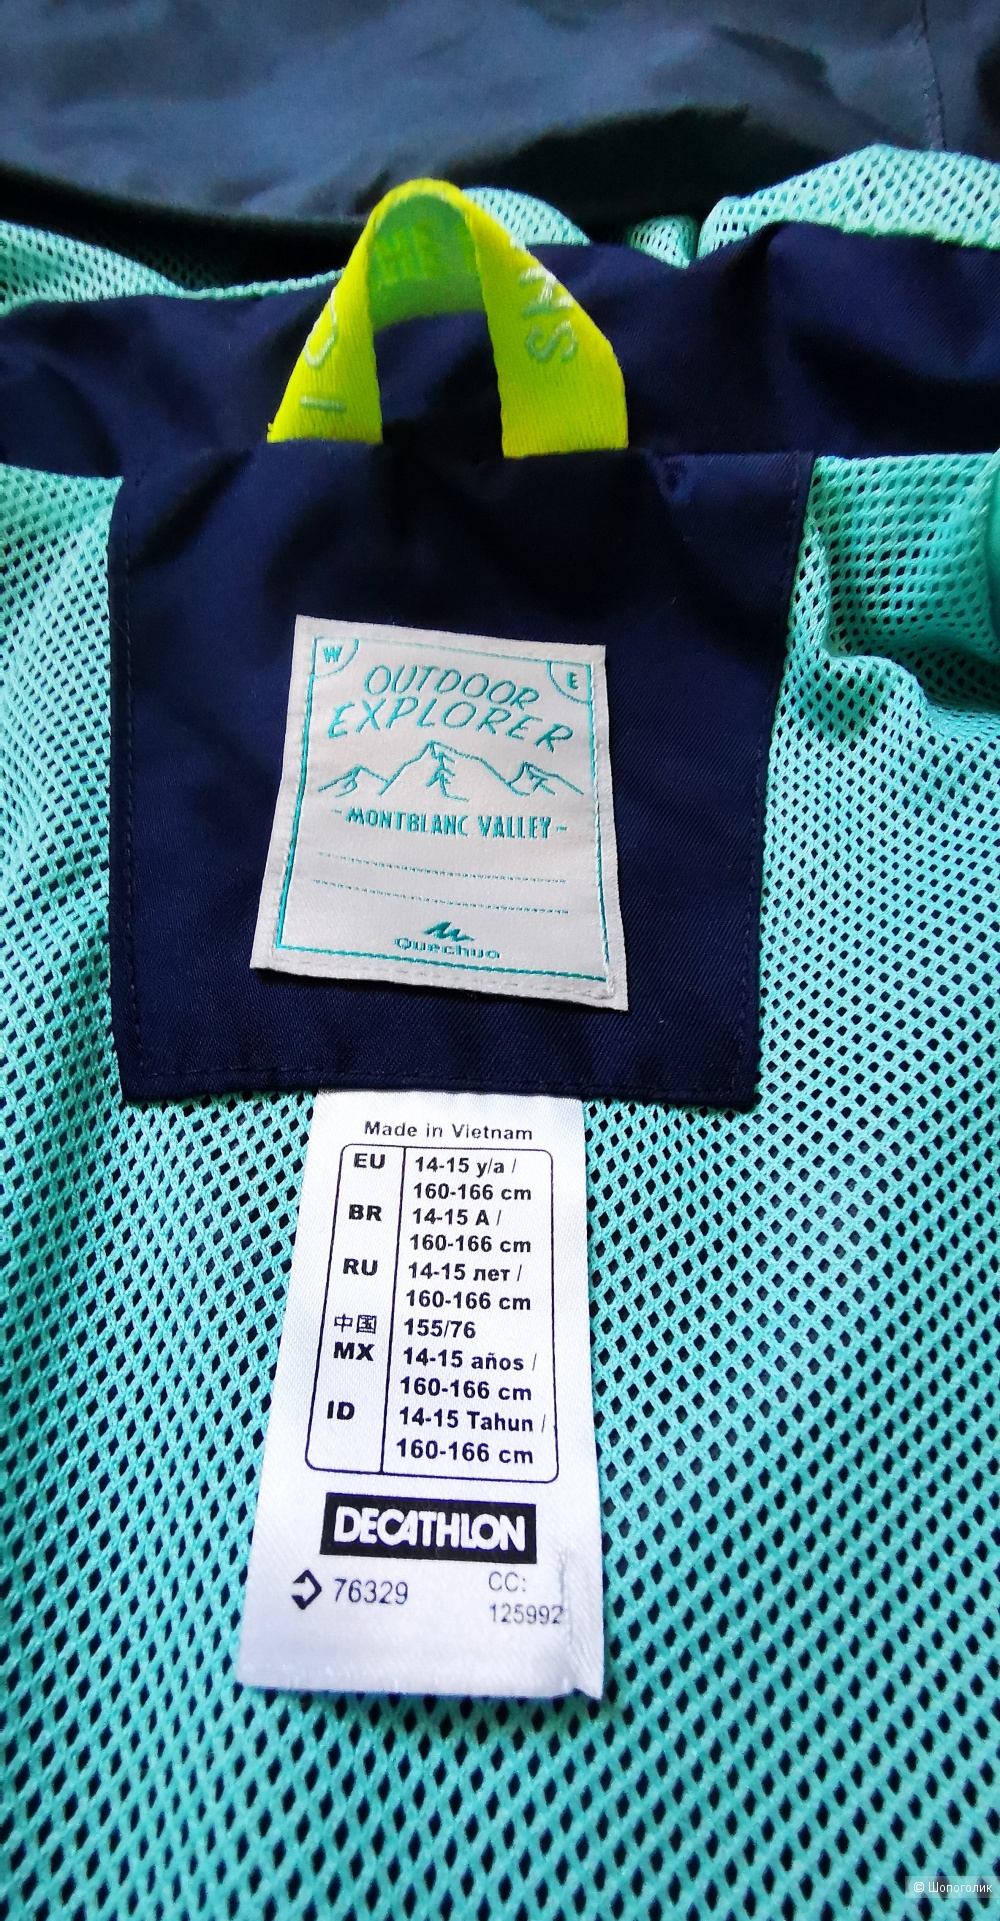 W
E
OUTDOOR
EXPLORER
-MONTBLANC VALLEY-
Quechua
Made in Vietnam
EU 14-15 y/a /
160-166 cm
BR 14-15 A /
160-166 cm
RU 14-15 лет /
160-166 cm
中国 155/76
MX 14-15 años /
160-166 cm
ID 14-15 Tahun /
160-166 cm
DECATHLON
76329 CC:
125992
© Шопоголик